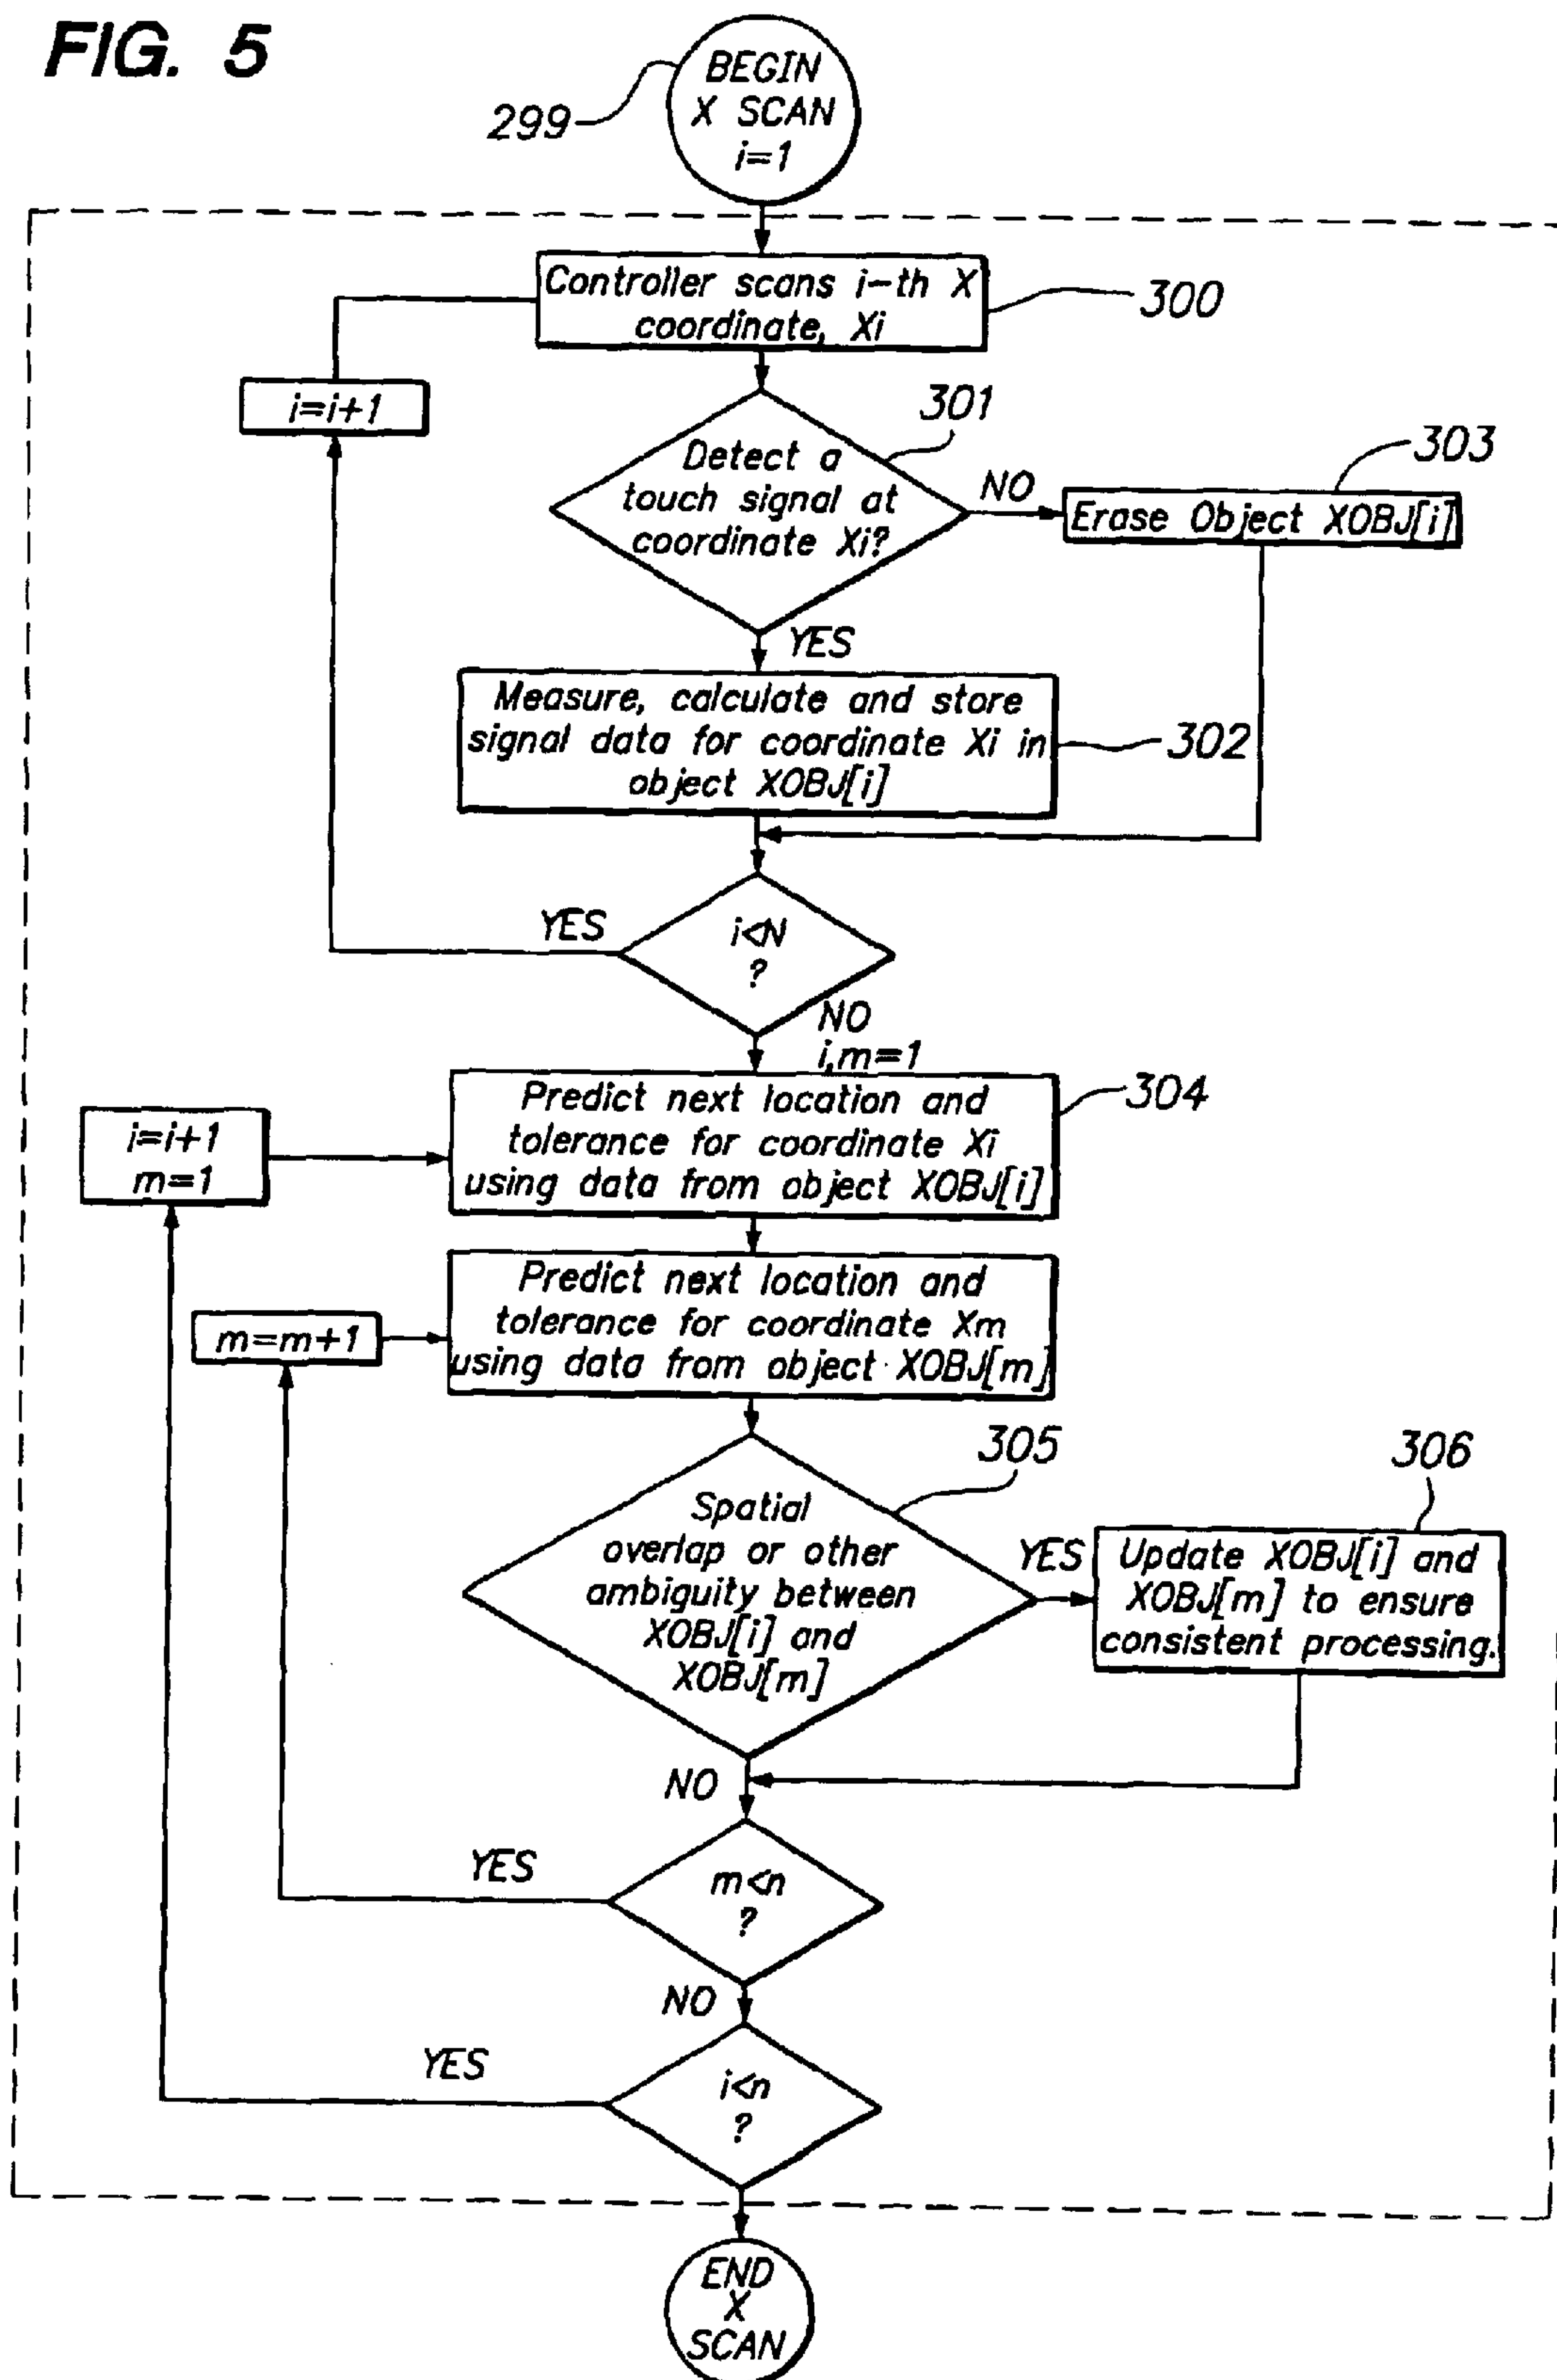 FIG. 5
BEGIN
X SCAN
i=1
299
Controller scans i-th X
coordinate, Xi
300
i=i+1
301
Detect a
touch signal at
coordinate Xi?
NO
303
Erase Object XOBJ[i]
YES
Measure, calculate and store
signal data for coordinate Xi in
object XOBJ[i]
302
YES
i<N
?
NO
i,m=1
Predict next location and
tolerance for coordinate Xi
using data from object XOBJ[i]
304
i=i+1
m=1
Predict next location and
tolerance for coordinate Xm
using data from object XOBJ[m]
m=m+1
305
Spatial
overlap or other
ambiguity between
XOBJ[i] and
XOBJ[m]
YES
306
Update XOBJ[i] and
XOBJ[m] to ensure
consistent processing.
NO
YES
m<n
?
NO
YES
i<n
?
END
X
SCAN